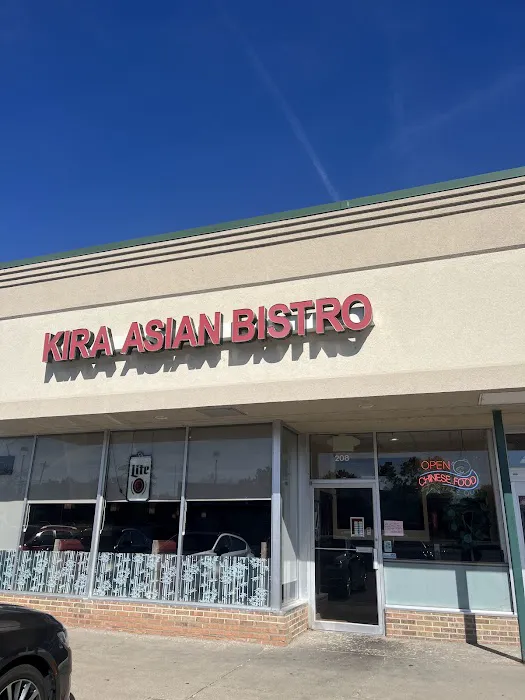 KIRA ASIAN BISTRO
Lite
208
OPEN
CHINESE FOOD